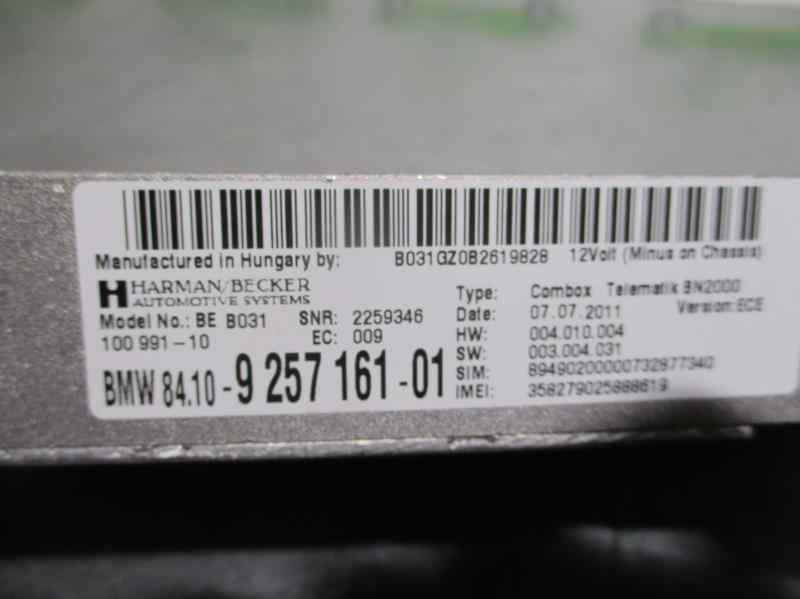 Manufactured in Hungary by: B031GZ0B2619828 12Volt (Minus on Chassis)
HARMAN/BECKER
AUTOMOTIVE SYSTEMS
Model No.: BE B031 SNR: 2259346
100 991-10 EC: 009
BMW 84.10-9 257 161-01
Type: Combox Telematik BN2000
Date: 07.07.2011 Version: ECE
HW: 004.010.004
SW: 003.004.031
SIM: 89490200000732877340
IMEI: 358279025888619